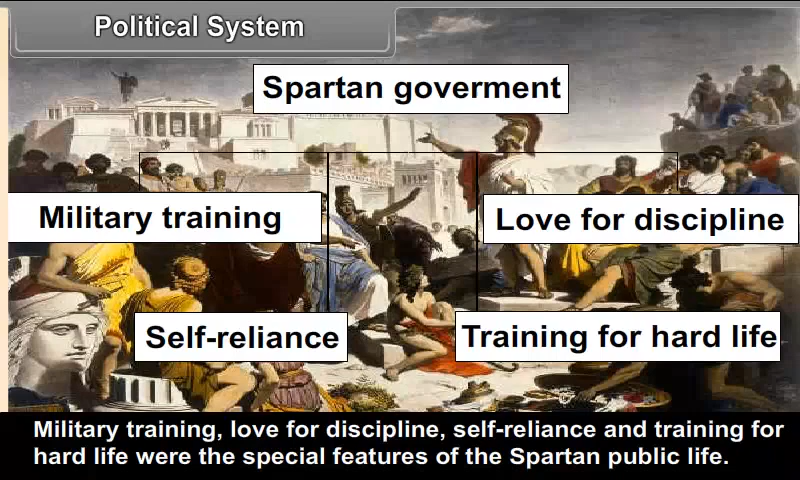 Political System
Spartan goverment
Military training
Love for discipline
Self-reliance
Training for hard life
Military training, love for discipline, self-reliance and training for
hard life were the special features of the Spartan public life.